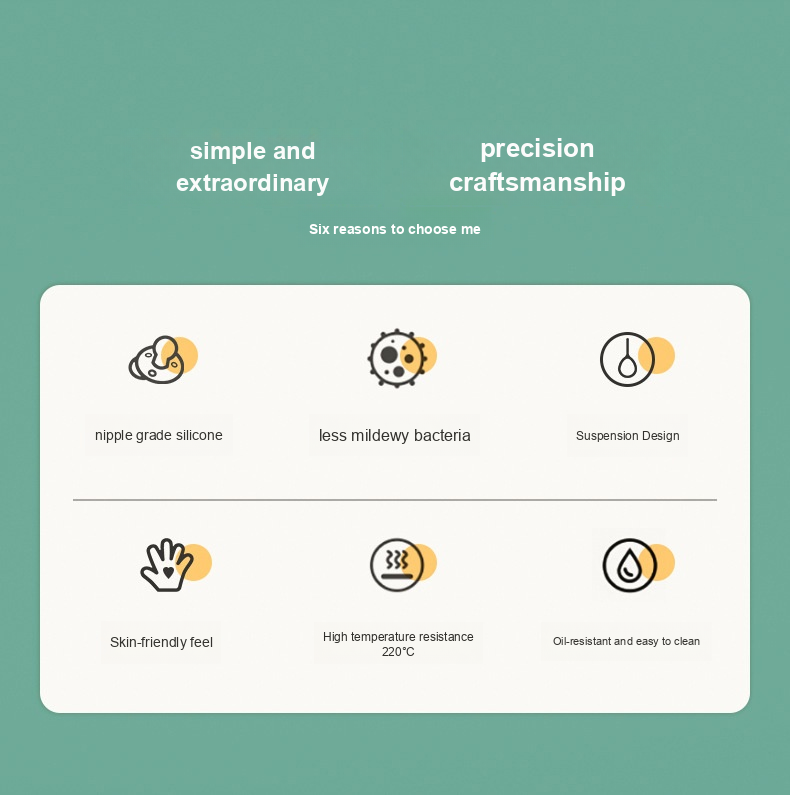 simple and
extraordinary
precision
craftsmanship
Six reasons to choose me
nipple grade silicone
less mildewy bacteria
Suspension Design
Skin-friendly feel
High temperature resistance
220°C
Oil-resistant and easy to clean